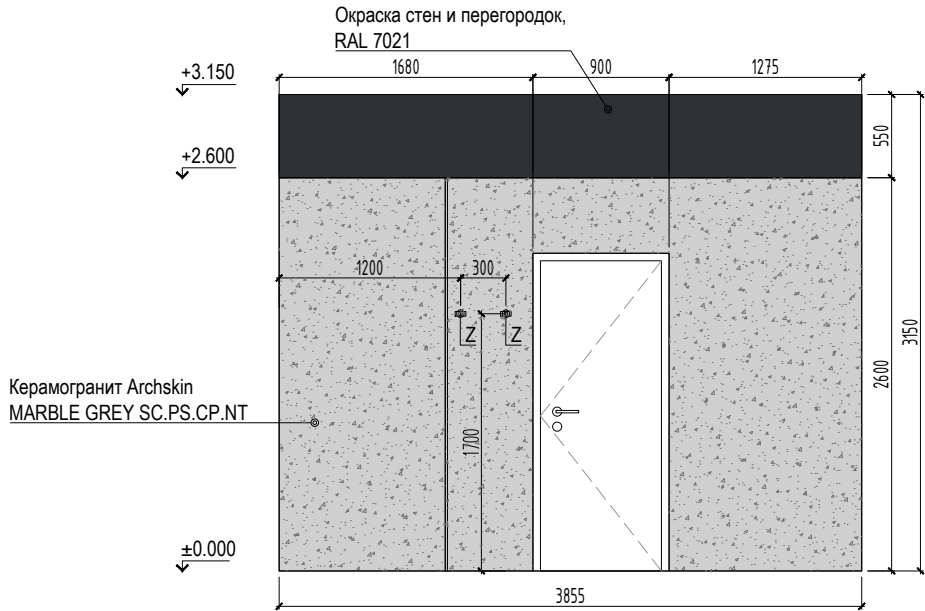 Окраска стен и перегородок,
RAL 7021
1680
900
1275
+3.150
550
+2.600
1200
300
3150
Z
Z
2600
Керамогранит Archskin
MARBLE GREY SC.PS.CP.NT
1700
±0.000
3855